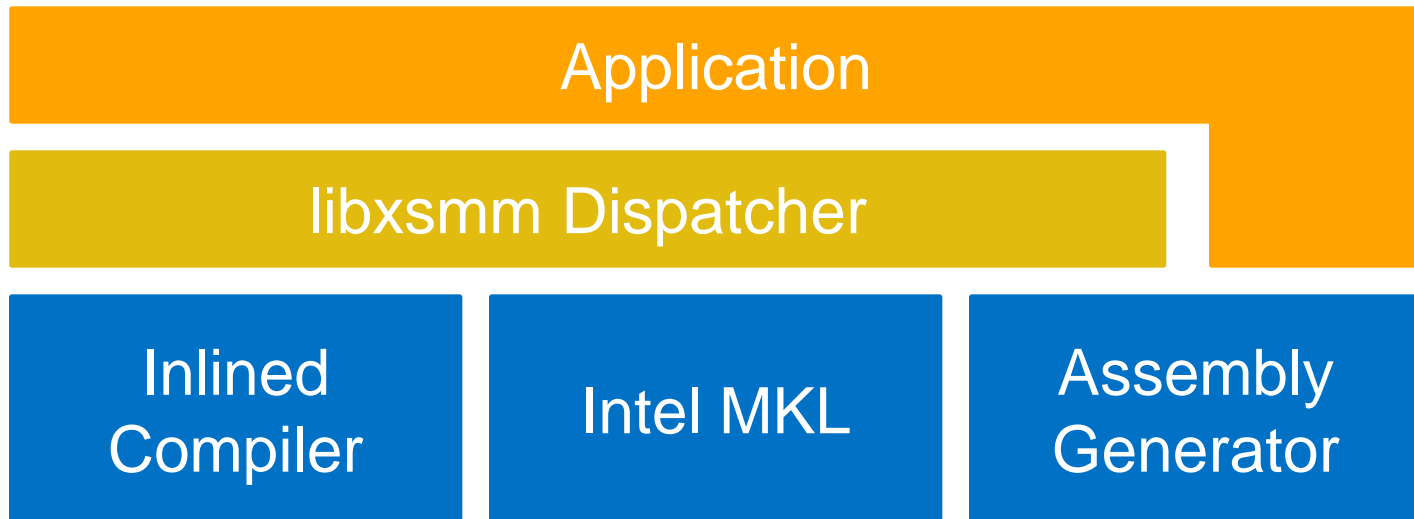 Application
libxsmm Dispatcher
Inlined
Compiler
Intel MKL
Assembly
Generator